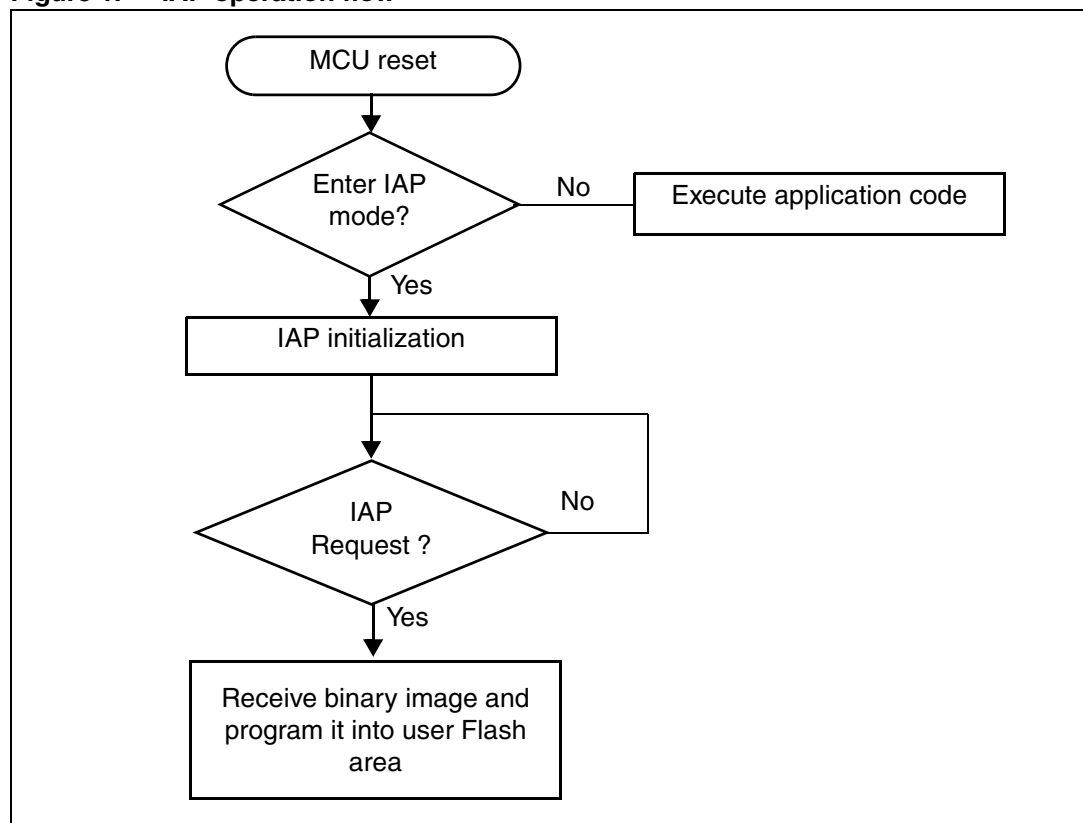 MCU reset
Enter IAP
mode?
No
Execute application code
Yes
IAP initialization
IAP
Request ?
No
Yes
Receive binary image and
program it into user Flash
area